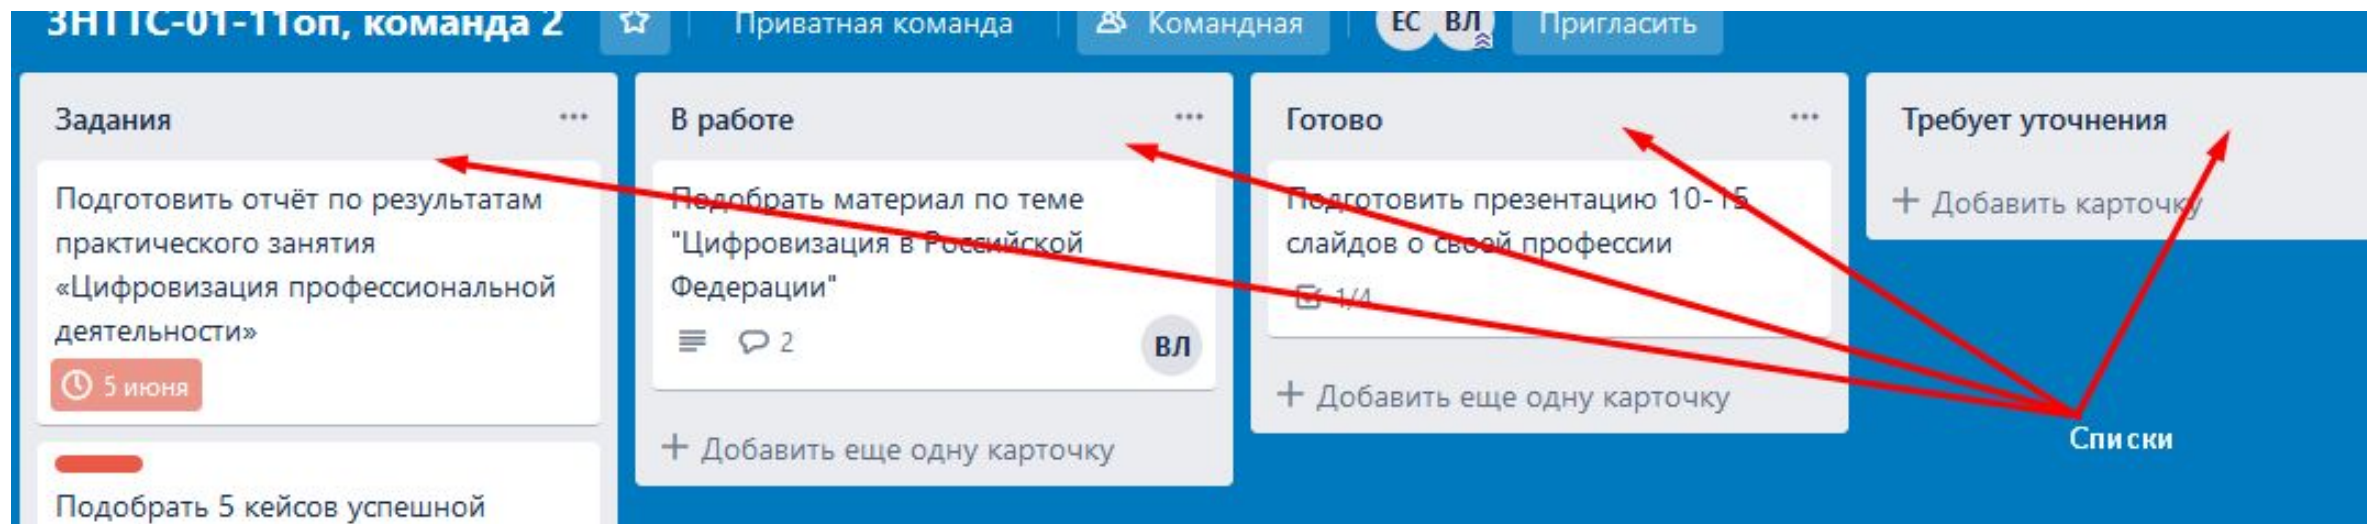 ЗНТТС-01-11оп, команда 2
Приватная команда
Командная
ЕС
ВЛ
Пригласить
Задания
Подготовить отчёт по результатам
практического занятия
«Цифровизация профессиональной
деятельности»
5 июня
Подобрать 5 кейсов успешной
В работе
Подобрать материал по теме
"Цифровизация в Российской
Федерации"
2
ВЛ
+ Добавить еще одну карточку
Готово
Подготовить презентацию 10-15
слайдов о своей профессии
1/4
+ Добавить еще одну карточку
Требует уточнения
+ Добавить карточку
Списки